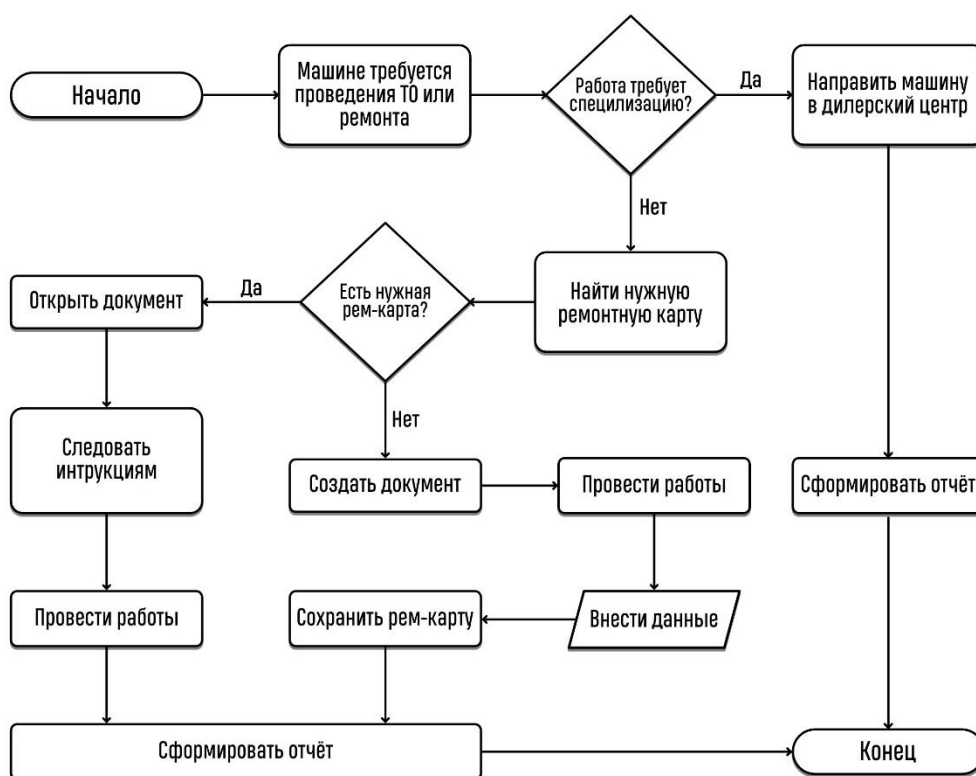 Начало
Машине требуется
проведения ТО или
ремонта
Работа требует
специлизацию?
Да
Направить машину
в дилерский центр
Нет
Найти нужную
ремонтную карту
Есть нужная
рем-карта?
Да
Открыть документ
Нет
Следовать
интрукциям
Создать документ
Провести работы
Сформировать отчёт
Провести работы
Сохранить рем-карту
Внести данные
Сформировать отчёт
Конец